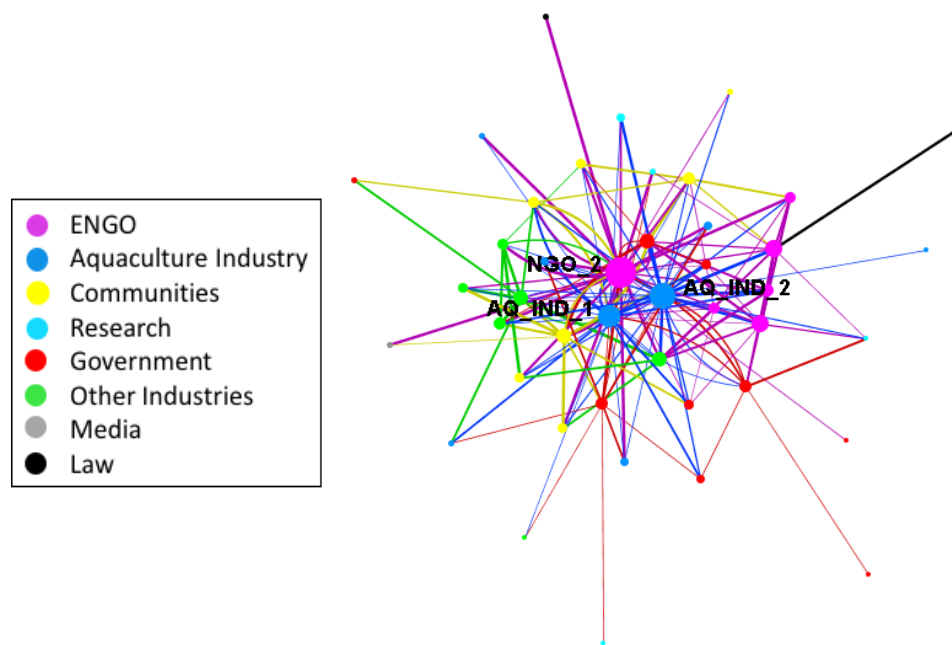 ENGO
Aquaculture Industry
Communities
Research
Government
Other Industries
Media
Law
NGO_2
AQ_IND_2
AQ_IND_1